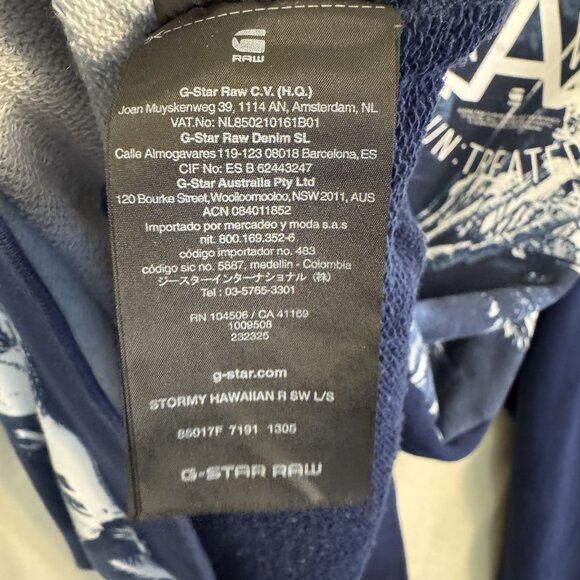 G
RAW
G-Star Raw C.V. (H.Q.)
Joan Muyskenweg 39, 1114 AN, Amsterdam, NL
VAT.No: NL850210161B01
G-Star Raw Denim SL
Calle Almogavares 119-123 08018 Barcelona, ES
CIF No: ES B 62443247
G-Star Australia Pty Ltd
120 Bourke Street, Woolloomooloo, NSW 2011, AUS
ACN 084011852
Importado por mercadeo y moda s.a.s
nit. 800.169.352-6
código importador no. 483
código sic no. 5887, medellin - Colombia
ジースターインターナショナル (株)
Tel : 03-5765-3301
RN 104506 / CA 41169
1009508
232325
g-star.com
STORMY HAWAIIAN R SW L/S
85017F 7191 1305
G-STAR RAW
UN:TREATED